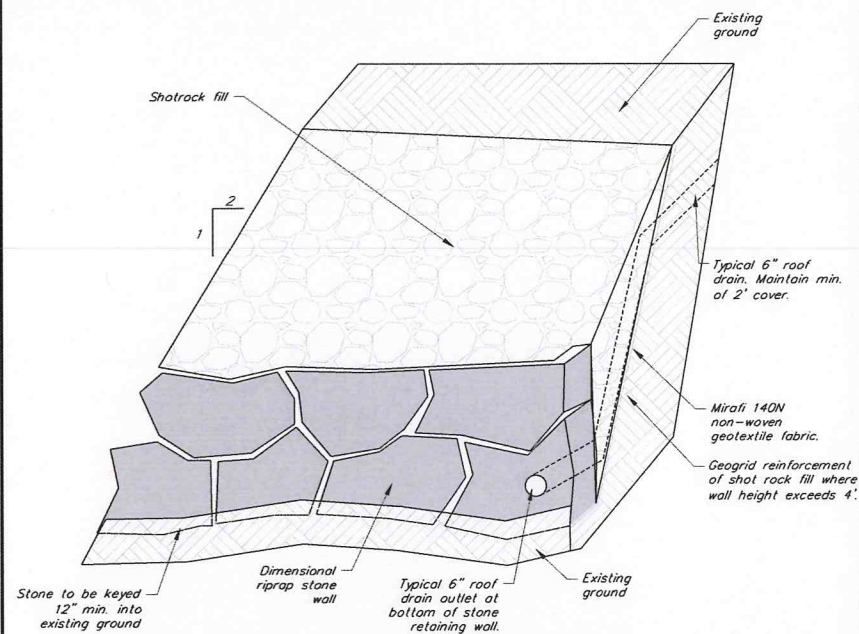 Existing
ground
Shotrock fill
2
1
Typical 6" roof
drain. Maintain min.
of 2' cover.
Mirafi 140N
non-woven
geotextile fabric.
Geogrid reinforcement
of shot rock fill where
wall height exceeds 4'.
Stone to be keyed
12" min. into
existing ground
Dimensional
riprap stone
wall
Typical 6" roof
drain outlet at
bottom of stone
retaining wall.
Existing
ground